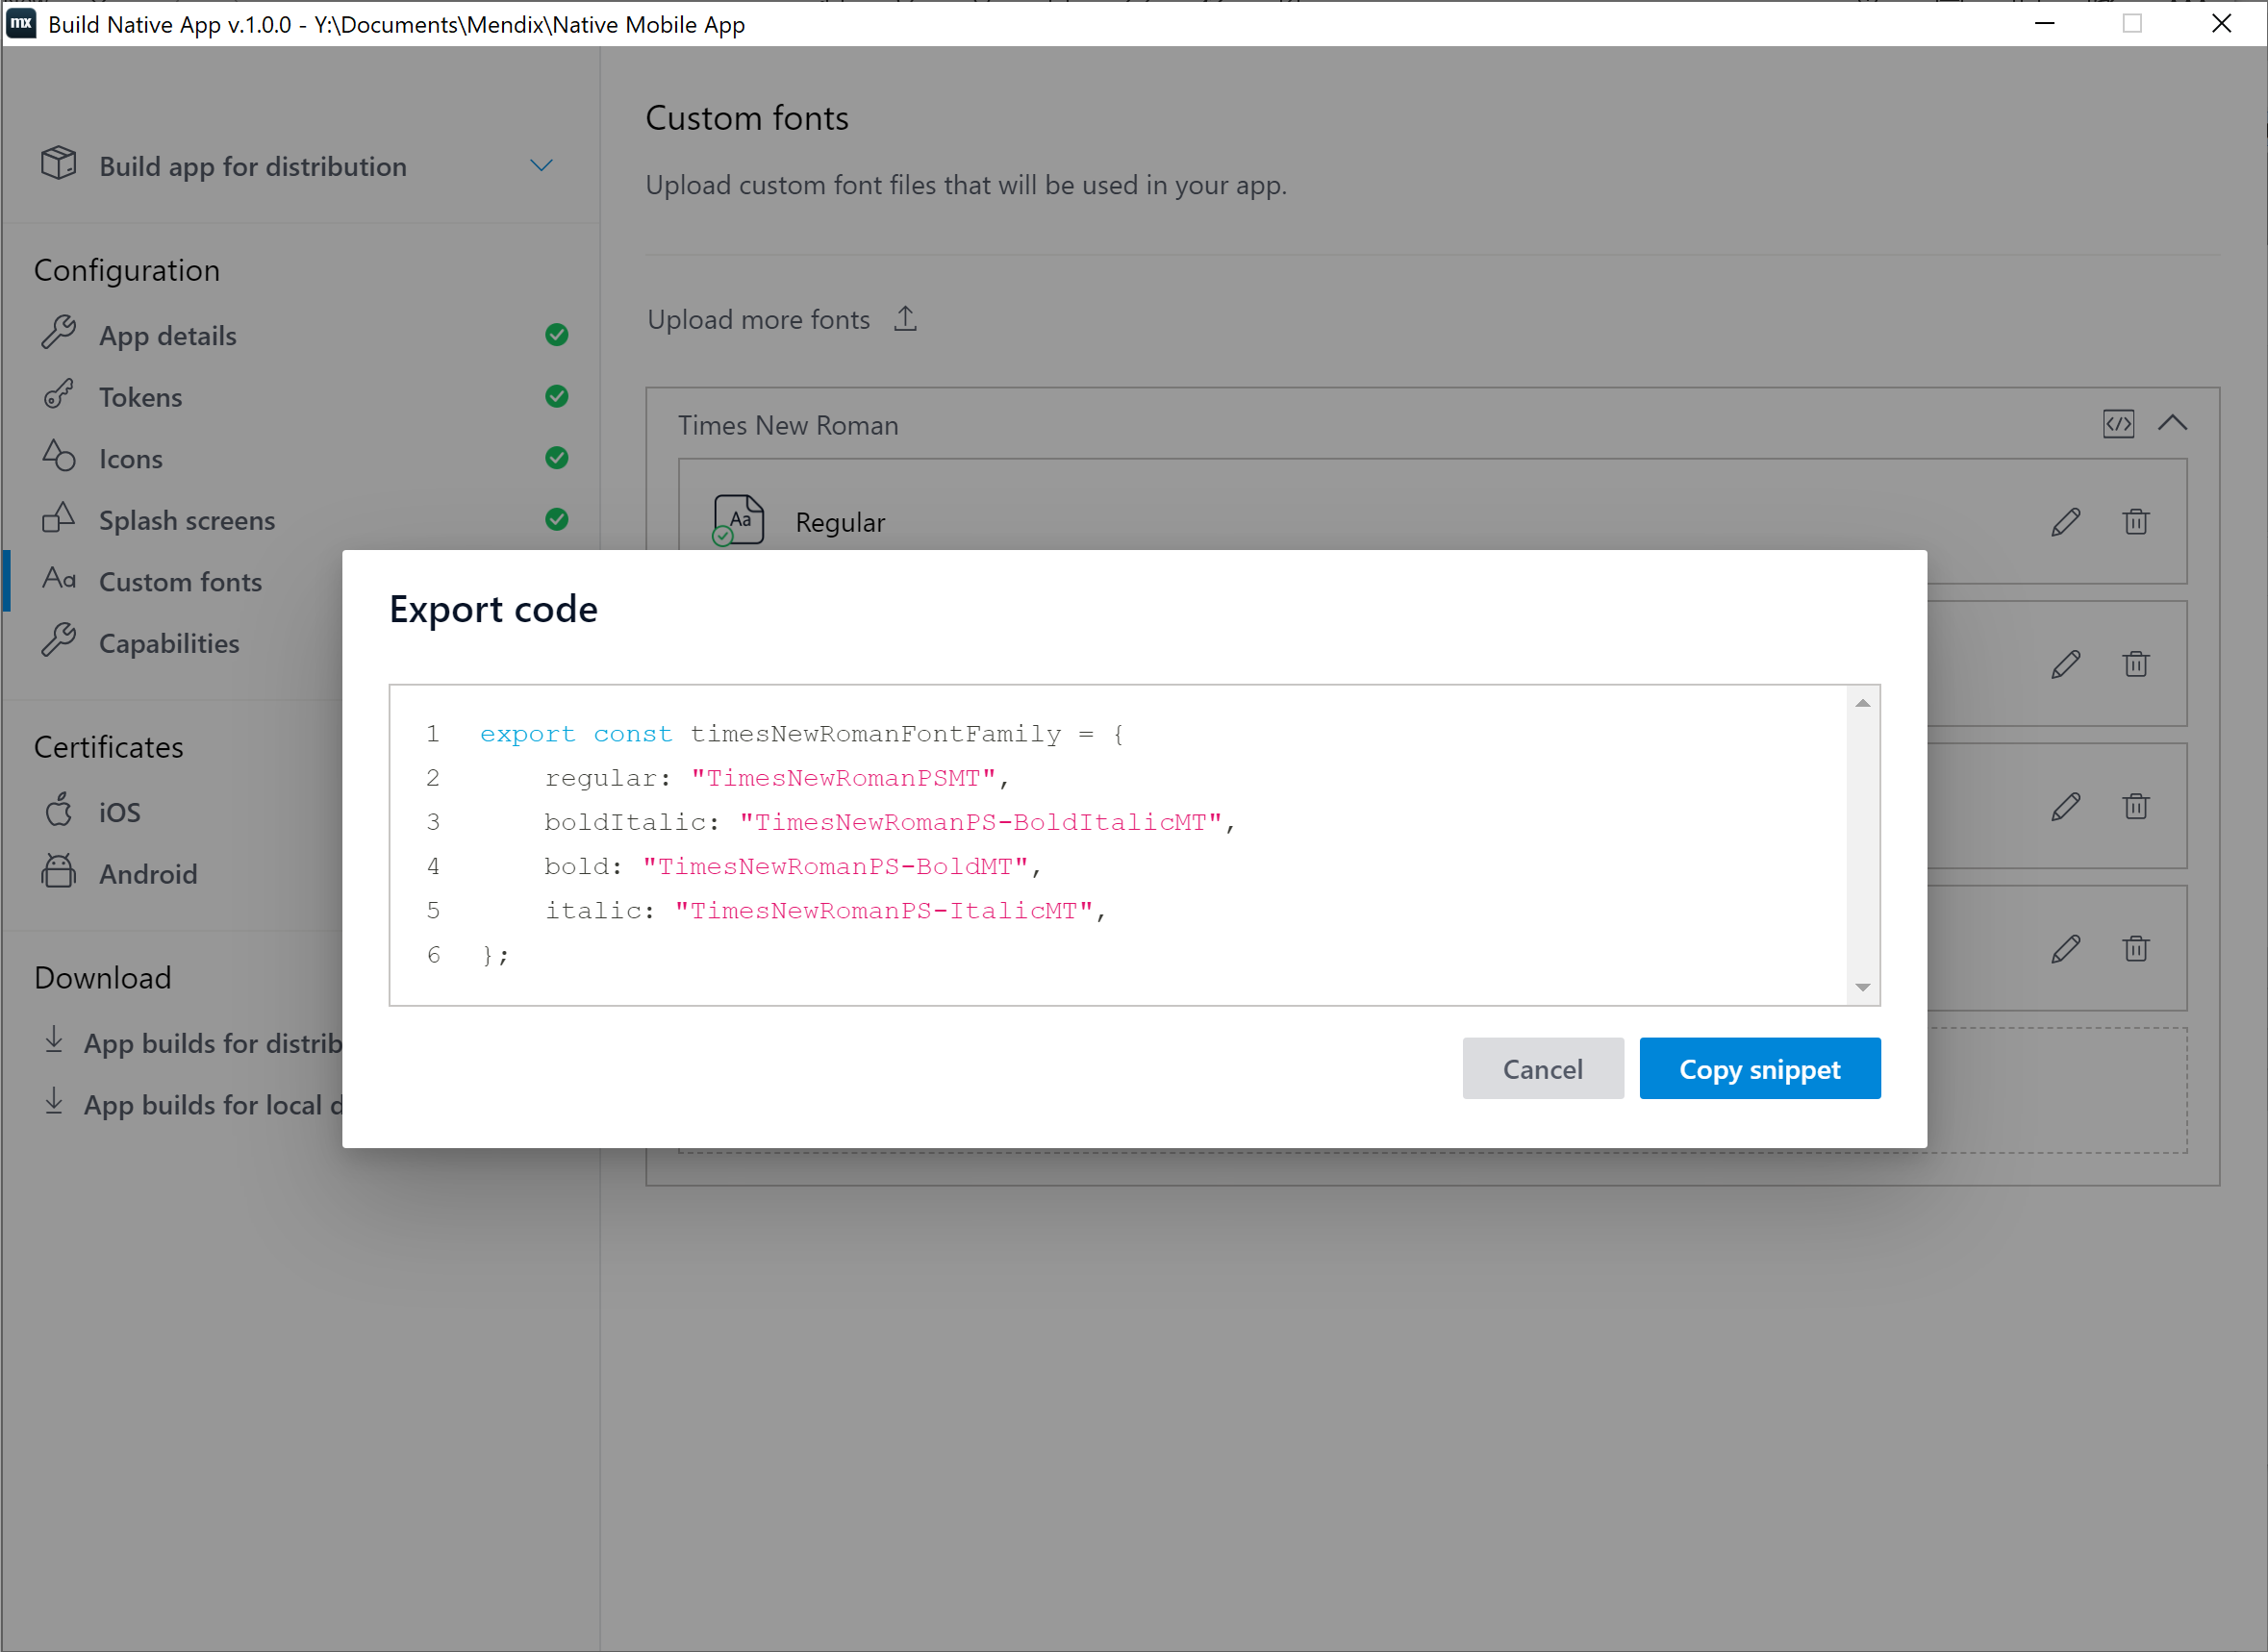 mx Build Native App v.1.0.0 - Y:\Documents\Mendix\Native Mobile App
Build app for distribution
Configuration
App details
Tokens
Icons
Splash screens
Aa Custom fonts
Capabilities
Certificates
iOS
Android
Download
App builds for distrib
App builds for local d
Custom fonts
Upload custom font files that will be used in your app.
Upload more fonts
Times New Roman
</>
Aa Regular
Export code
1 export const timesNewRomanFontFamily = {
2 regular: "TimesNewRomanPSMT",
3 boldItalic: "TimesNewRomanPS-BoldItalicMT",
4 bold: "TimesNewRomanPS-BoldMT",
5 italic: "TimesNewRomanPS-ItalicMT",
6 };
Cancel
Copy snippet